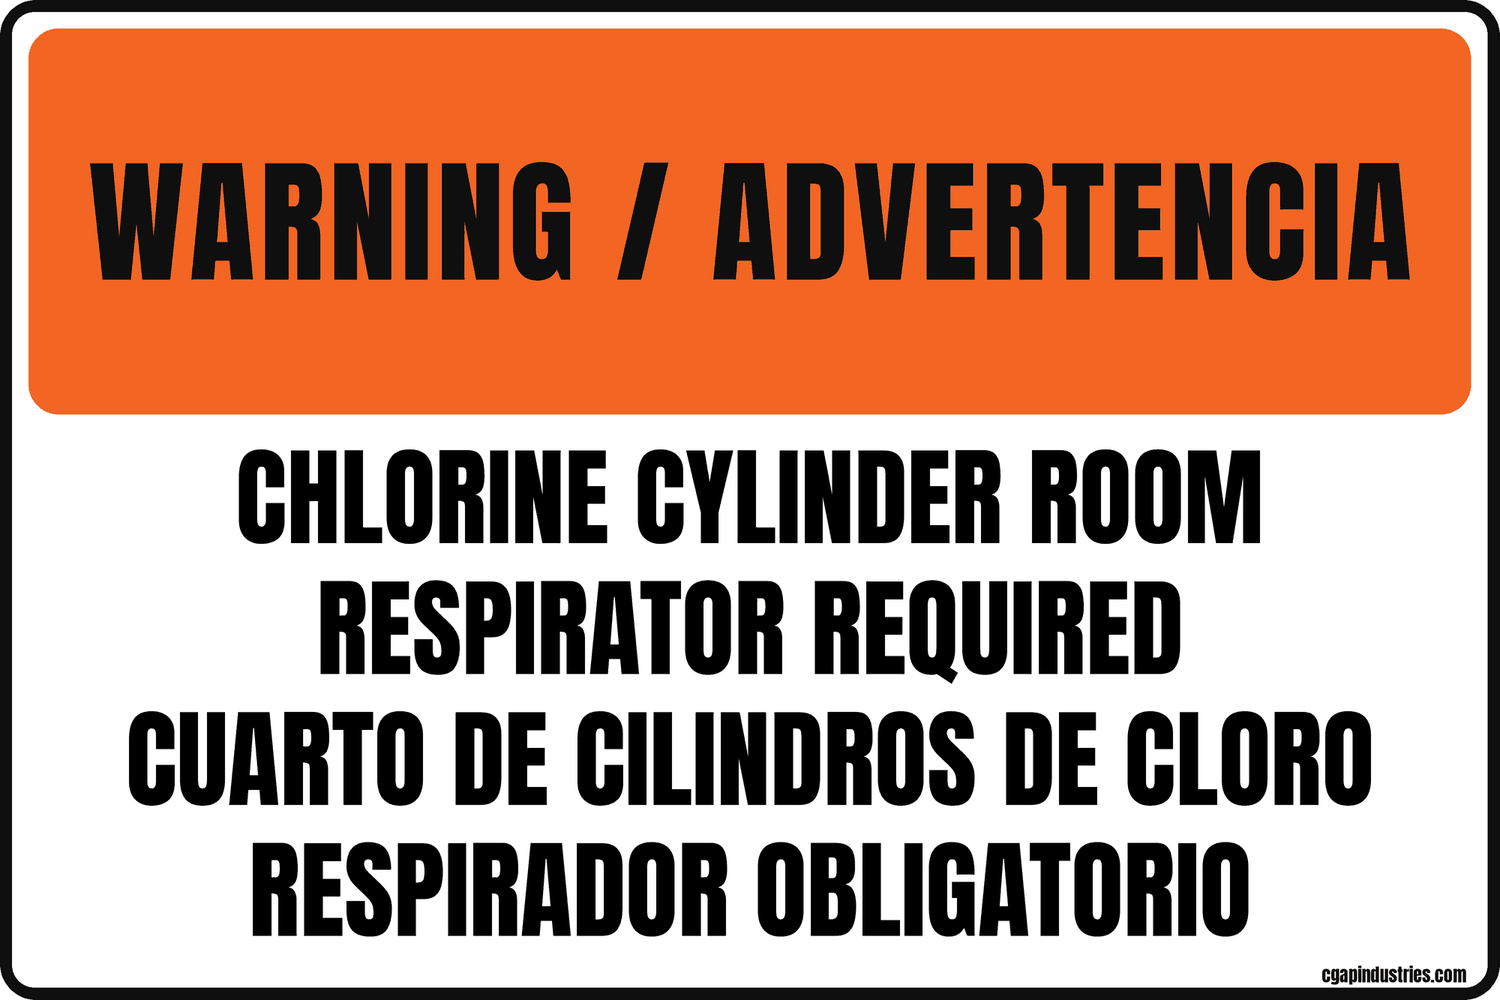 WARNING / ADVERTENCIA
CHLORINE CYLINDER ROOM
RESPIRATOR REQUIRED
CUARTO DE CILINDROS DE CLORO
RESPIRADOR OBLIGATORIO
cgapindustries.com